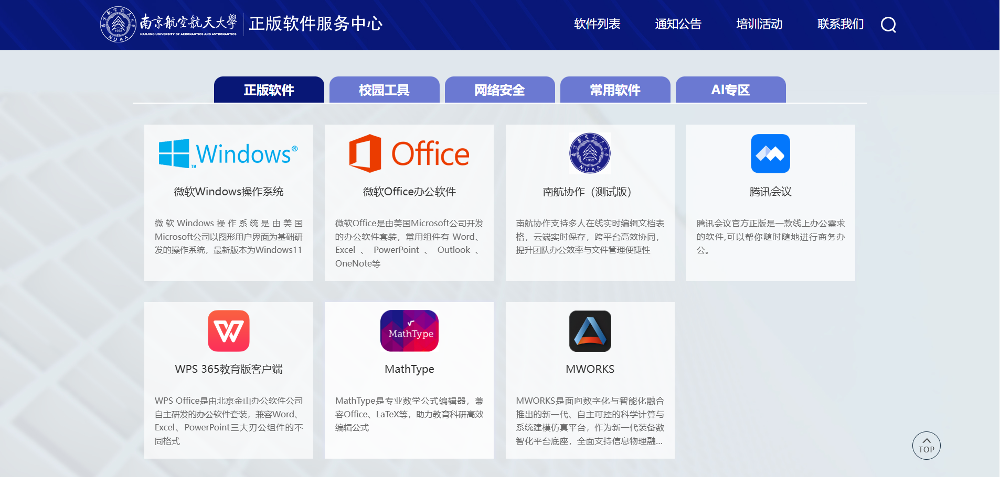 南京航空航天大學
NANJING UNIVERSITY OF AERONAUTICS AND ASTRONAUTICS
1952
NUAA
正版软件服务中心
软件列表
通知公告
培训活动
联系我们
正版软件
校园工具
网络安全
常用软件
AI专区
Windows®
TM
微软Windows操作系统
微软Windows操作系统是由美国
Microsoft公司以图形用户界面为基础研
发的操作系统，最新版本为Windows11
Office
微软Office办公软件
微软Office是由美国Microsoft公司开发
的办公软件套装，常用组件有 Word、
Excel、PowerPoint、Outlook、
OneNote等
南京航空航天大學
1952
NUAA
南航协作（测试版）
南航协作支持多人在线实时编辑文档表
格，云端实时保存，跨平台高效协同，
提升团队办公效率与文件管理便捷性
腾讯会议
腾讯会议官方正版是一款线上办公需求
的软件,可以帮你随时随地进行商务办
公。
WPS 365教育版客户端
WPS Office是由北京金山办公软件公司
自主研发的办公软件套装，兼容Word、
Excel、PowerPoint三大刃公组件的不
同格式
MathType
MathType
MathType是专业数学公式编辑器，兼
容Office、LaTeX等，助力教育科研高效
编辑公式
MWORKS
MWORKS是面向数字化与智能化融合
推出的新一代、自主可控的科学计算与
系统建模仿真平台，作为新一代装备数
智化平台底座，全面支持信息物理融...
TOP